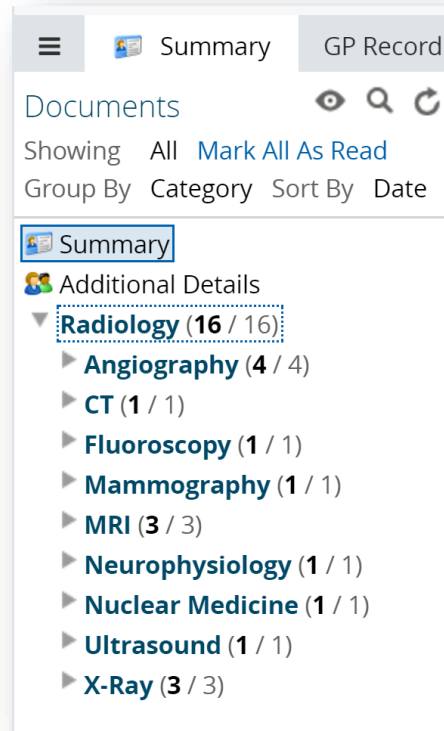 Summary GP Record
Documents
Showing All Mark All As Read
Group By Category Sort By Date
Summary
Additional Details
Radiology (16 / 16)
Angiography (4 / 4)
CT (1 / 1)
Fluoroscopy (1 / 1)
Mammography (1 / 1)
MRI (3 / 3)
Neurophysiology (1 / 1)
Nuclear Medicine (1 / 1)
Ultrasound (1 / 1)
X-Ray (3 / 3)